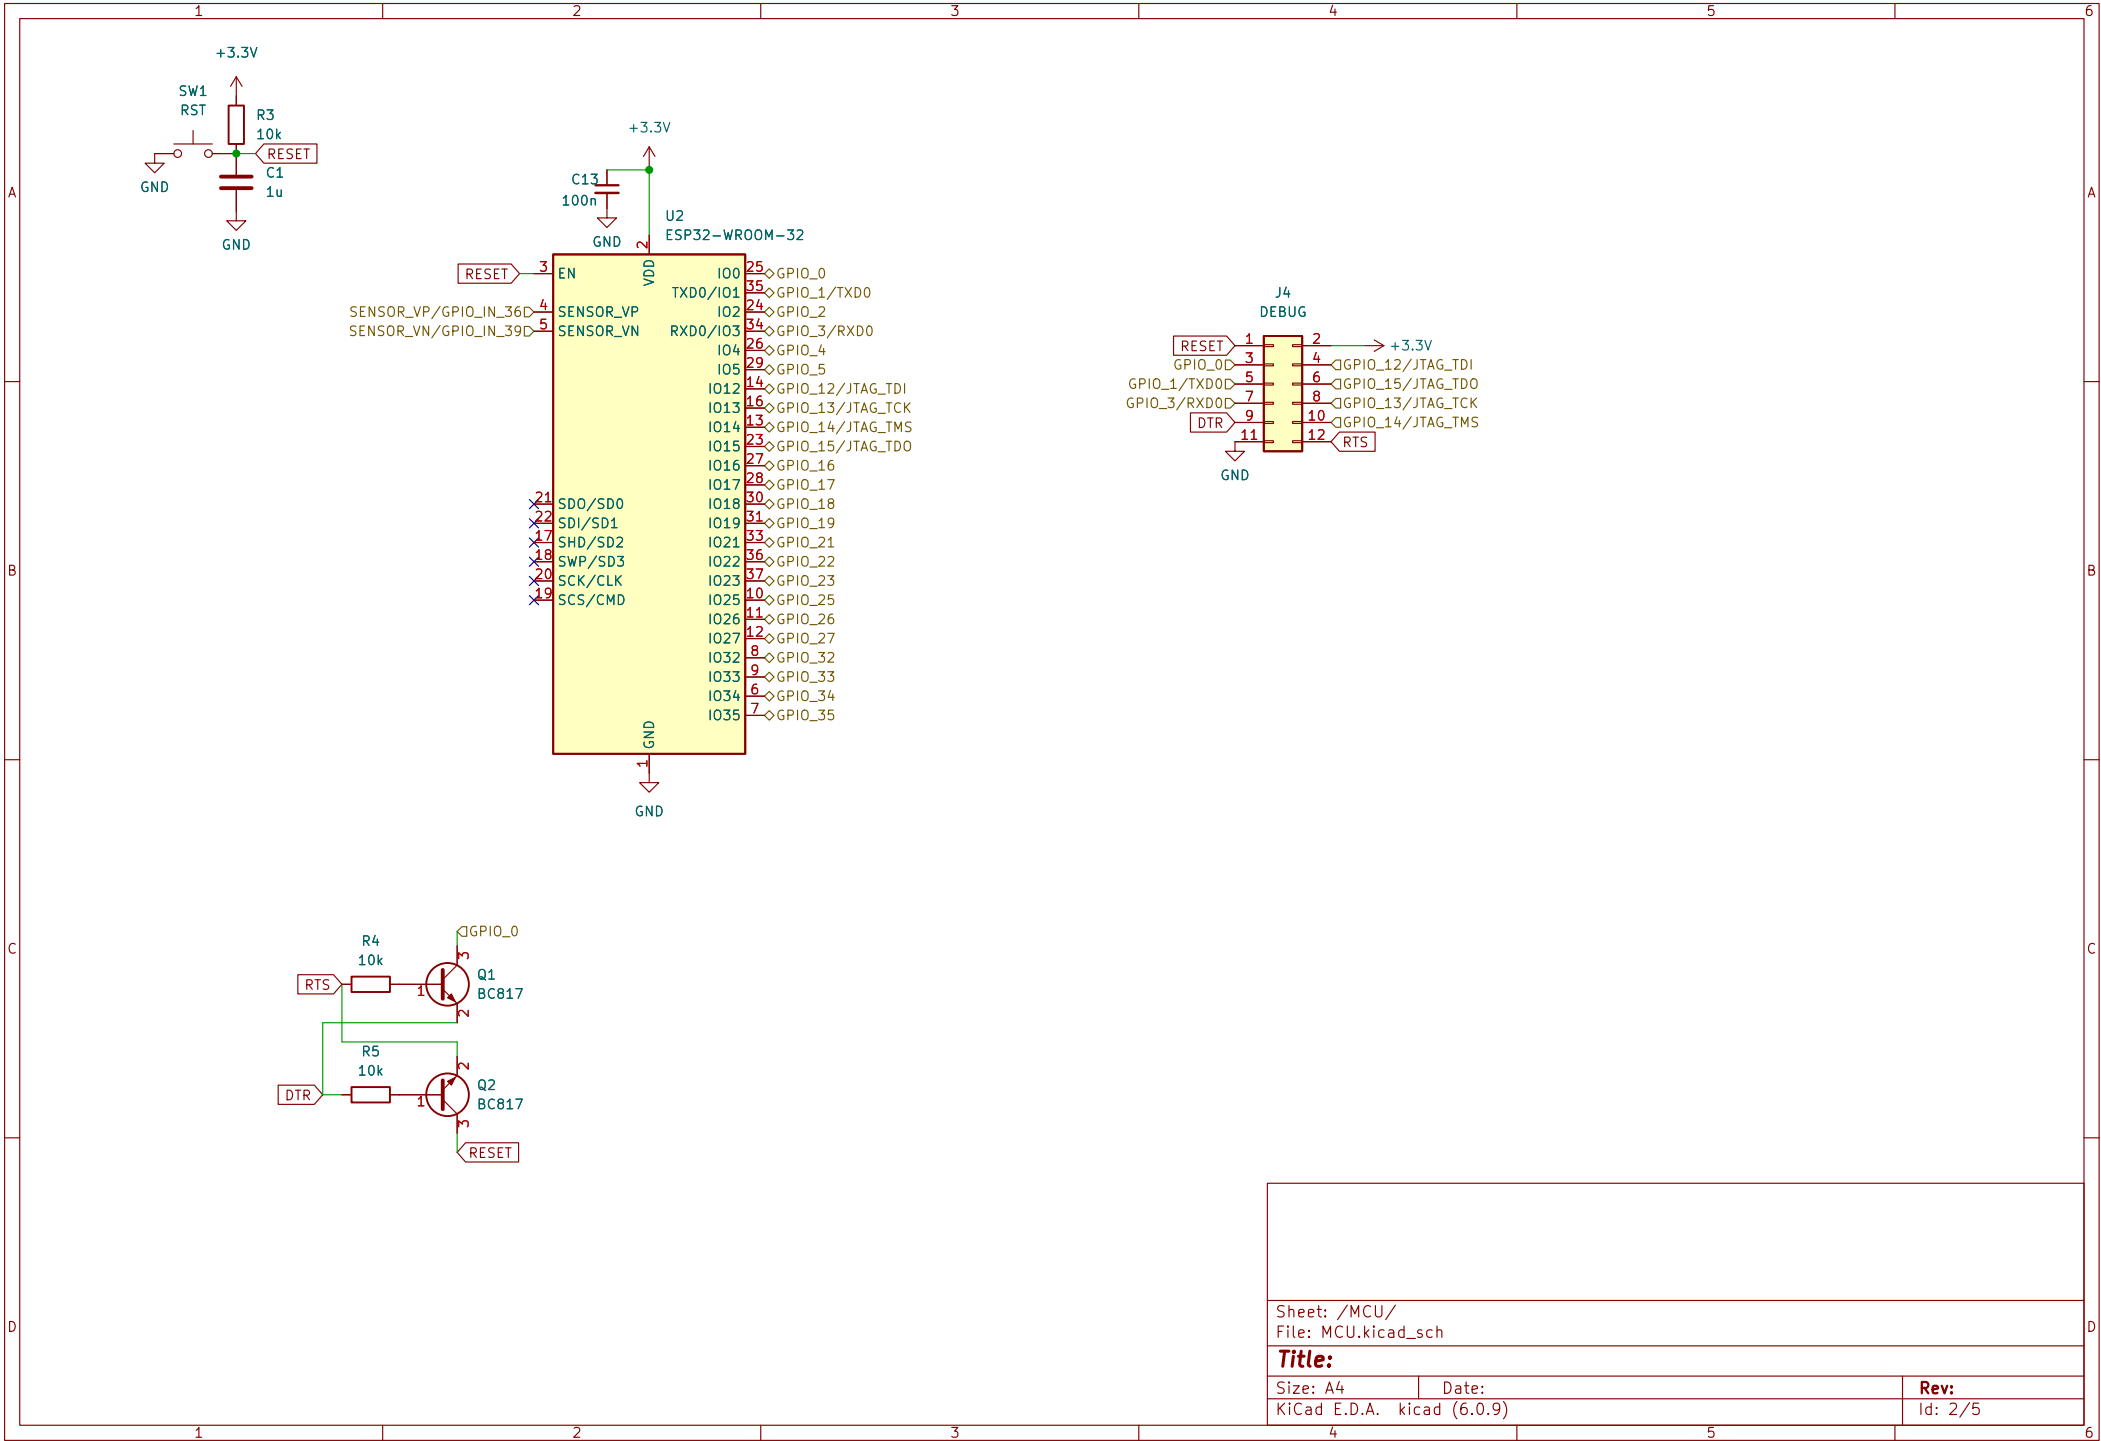 1 2 3 4 5 6
+3.3V
SW1
RST
R3
10k
RESET
GND
C1
1u
GND
+3.3V
C13
100n
GND
U2
ESP32-WROOM-32
2
VDD
RESET 3 EN
SENSOR_VP/GPIO_IN_36 4 SENSOR_VP
SENSOR_VN/GPIO_IN_39 5 SENSOR_VN
21 SDO/SD0
22 SDI/SD1
17 SHD/SD2
18 SWP/SD3
20 SCK/CLK
19 SCS/CMD
IO0 25 GPIO_0
TXD0/IO1 35 GPIO_1/TXD0
IO2 24 GPIO_2
RXD0/IO3 34 GPIO_3/RXD0
IO4 26 GPIO_4
IO5 29 GPIO_5
IO12 14 GPIO_12/JTAG_TDI
IO13 16 GPIO_13/JTAG_TCK
IO14 13 GPIO_14/JTAG_TMS
IO15 23 GPIO_15/JTAG_TDO
IO16 27 GPIO_16
IO17 28 GPIO_17
IO18 30 GPIO_18
IO19 31 GPIO_19
IO21 33 GPIO_21
IO22 36 GPIO_22
IO23 37 GPIO_23
IO25 10 GPIO_25
IO26 11 GPIO_26
IO27 12 GPIO_27
IO32 8 GPIO_32
IO33 9 GPIO_33
IO34 6 GPIO_34
IO35 7 GPIO_35
GND
1
GND
J4
DEBUG
RESET 1 2 +3.3V
GPIO_0 3 4 GPIO_12/JTAG_TDI
GPIO_1/TXD0 5 6 GPIO_15/JTAG_TDO
GPIO_3/RXD0 7 8 GPIO_13/JTAG_TCK
DTR 9 10 GPIO_14/JTAG_TMS
11 12 RTS
GND
GPIO_0
R4
10k
RTS
3
1
2
Q1
BC817
R5
10k
DTR
2
1
3
Q2
BC817
RESET
A A
B B
C C
D D
Sheet: /MCU/
File: MCU.kicad_sch
Title:
Size: A4 Date: Rev:
KiCad E.D.A. kicad (6.0.9) Id: 2/5
1 2 3 4 5 6